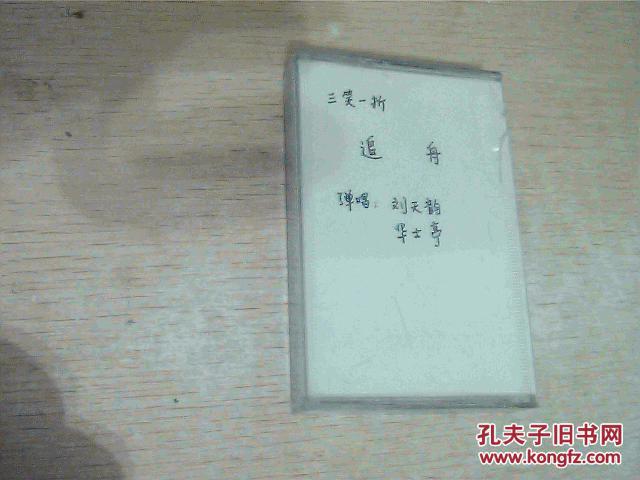 三笑一折
追 舟
弹唱: 刘天韵
华士亭
孔夫子旧书网
www.kongfz.com